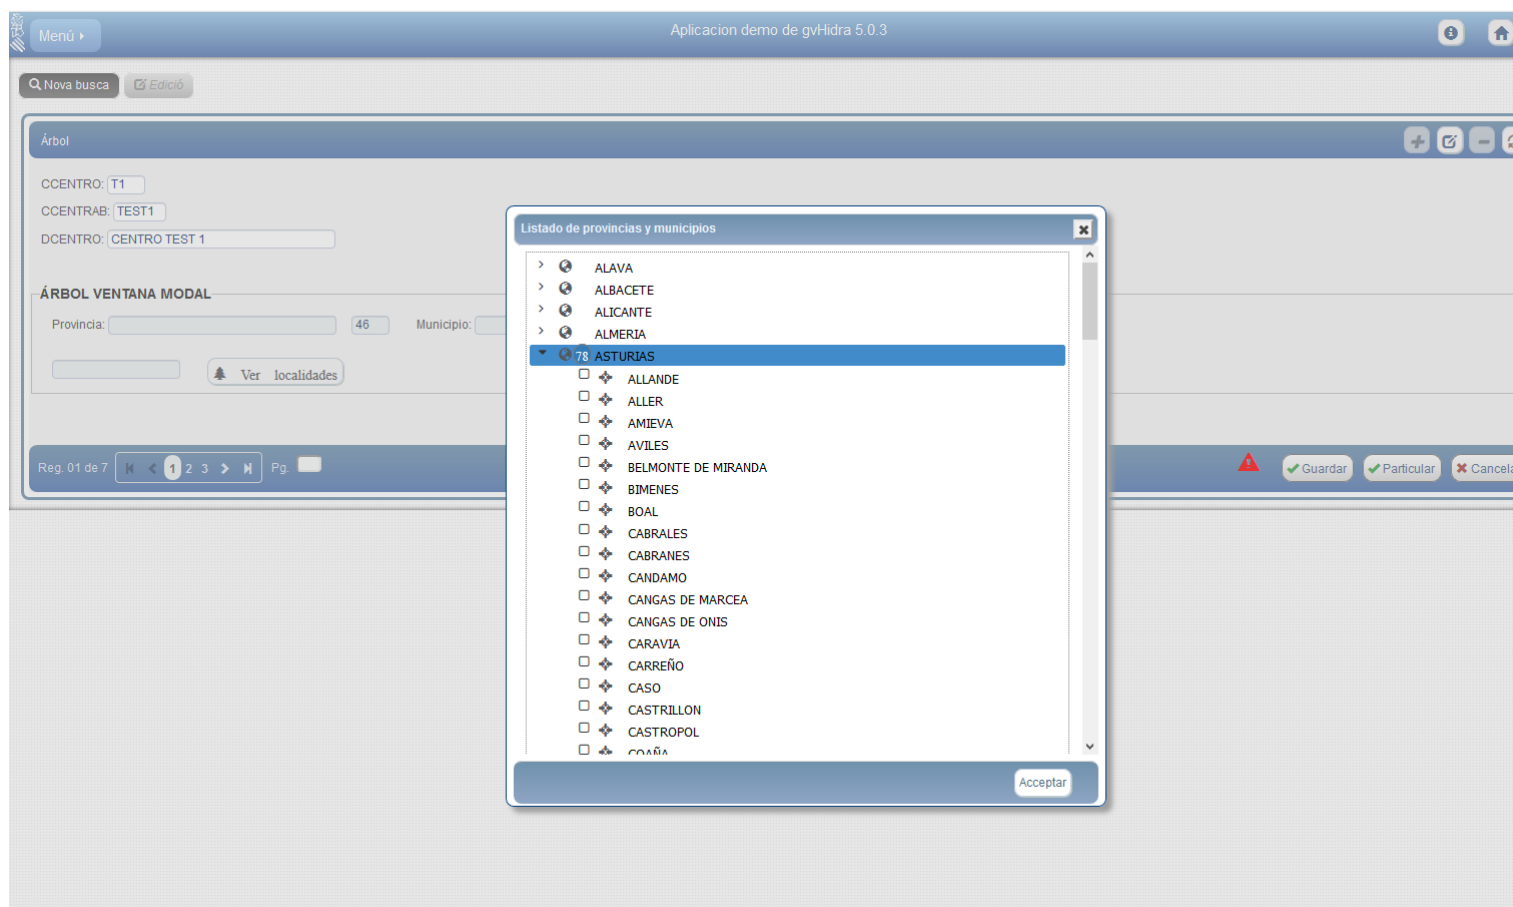 Menú
Aplicacion demo de gvHidra 5.0.3
Nova busca
Edició
Árbol
CCENTRO: T1
CCENTRAB: TEST1
DCENTRO: CENTRO TEST 1
ÁRBOL VENTANA MODAL
Provincia: 46 Municipio:
Ver localidades
Reg. 01 de 7 1 2 3 Pg.
Guardar Particular Cancela
Listado de provincias y municipios
ALAVA
ALBACETE
ALICANTE
ALMERIA
78 ASTURIAS
ALLANDE
ALLER
AMIEVA
AVILES
BELMONTE DE MIRANDA
BIMENES
BOAL
CABRALES
CABRANES
CANDAMO
CANGAS DE MARCEA
CANGAS DE ONIS
CARAVIA
CARREÑO
CASO
CASTRILLON
CASTROPOL
COAÑA
Acceptar